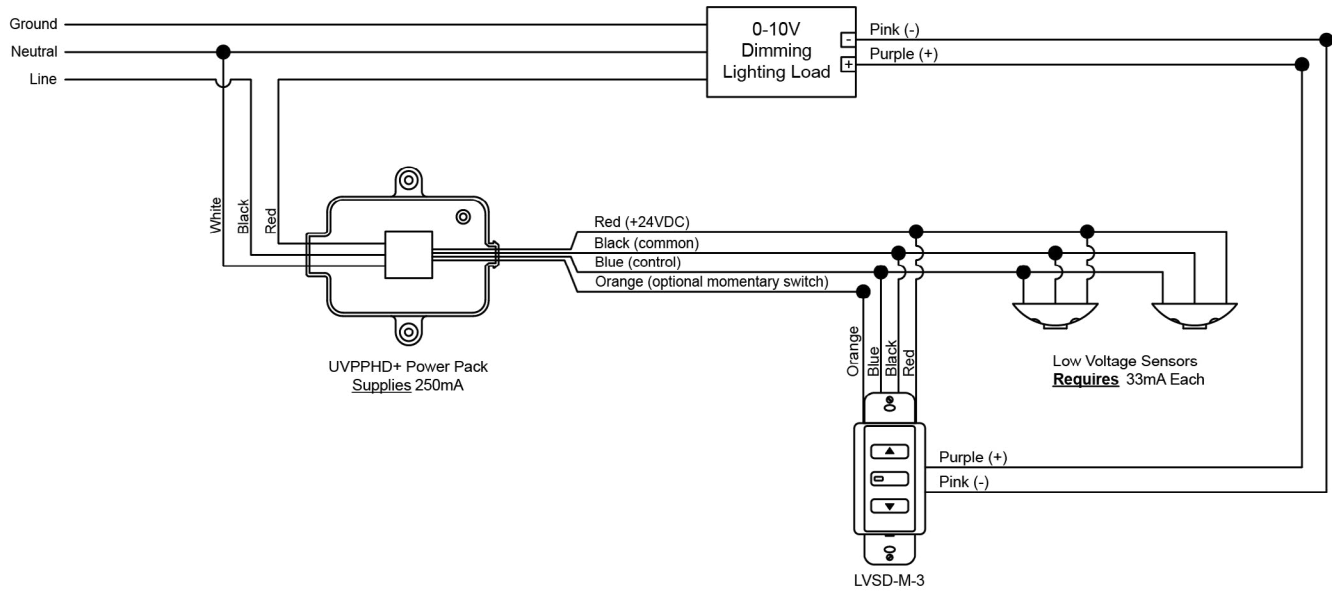 Ground
Neutral
Line
0-10V
Dimming
Lighting Load
-
+
Pink (-)
Purple (+)
White
Black
Red
Red (+24VDC)
Black (common)
Blue (control)
Orange (optional momentary switch)
UVPPHD+ Power Pack
Supplies 250mA
Orange
Blue
Black
Red
Low Voltage Sensors
Requires 33mA Each
Purple (+)
Pink (-)
LVSD-M-3